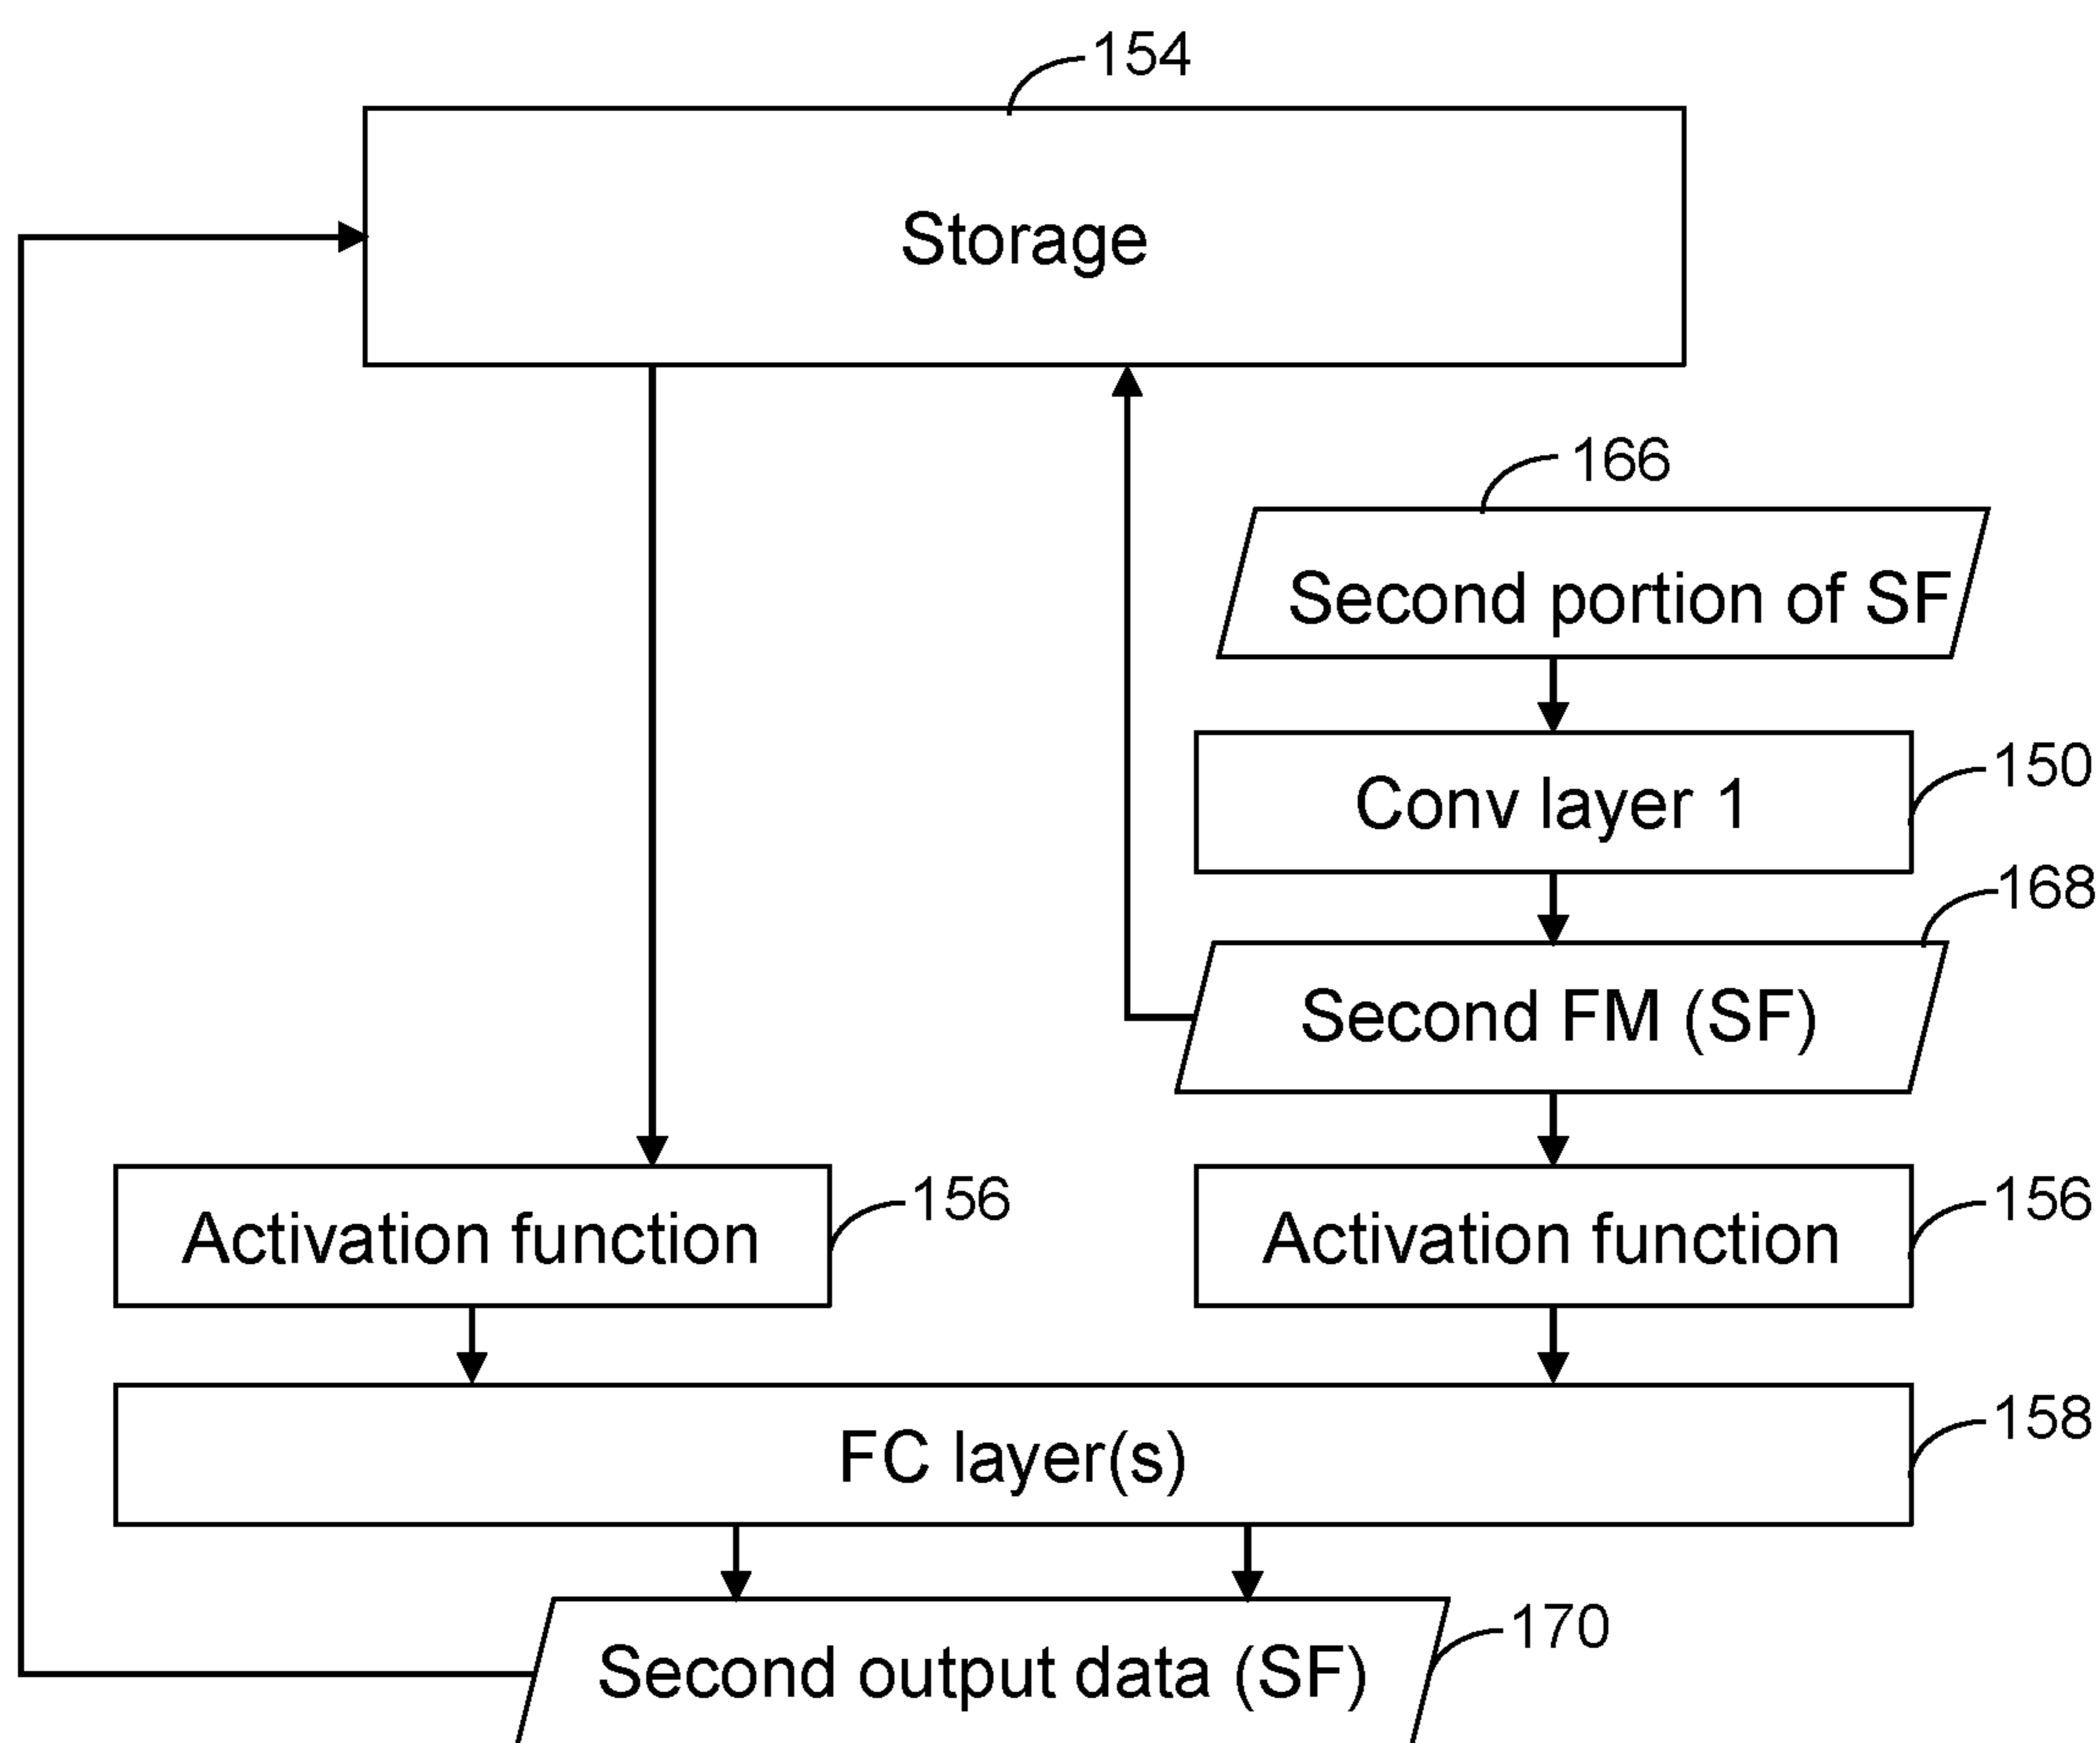 154
Storage
166
Second portion of SF
150
Conv layer 1
168
Second FM (SF)
156
Activation function
156
Activation function
158
FC layer(s)
170
Second output data (SF)